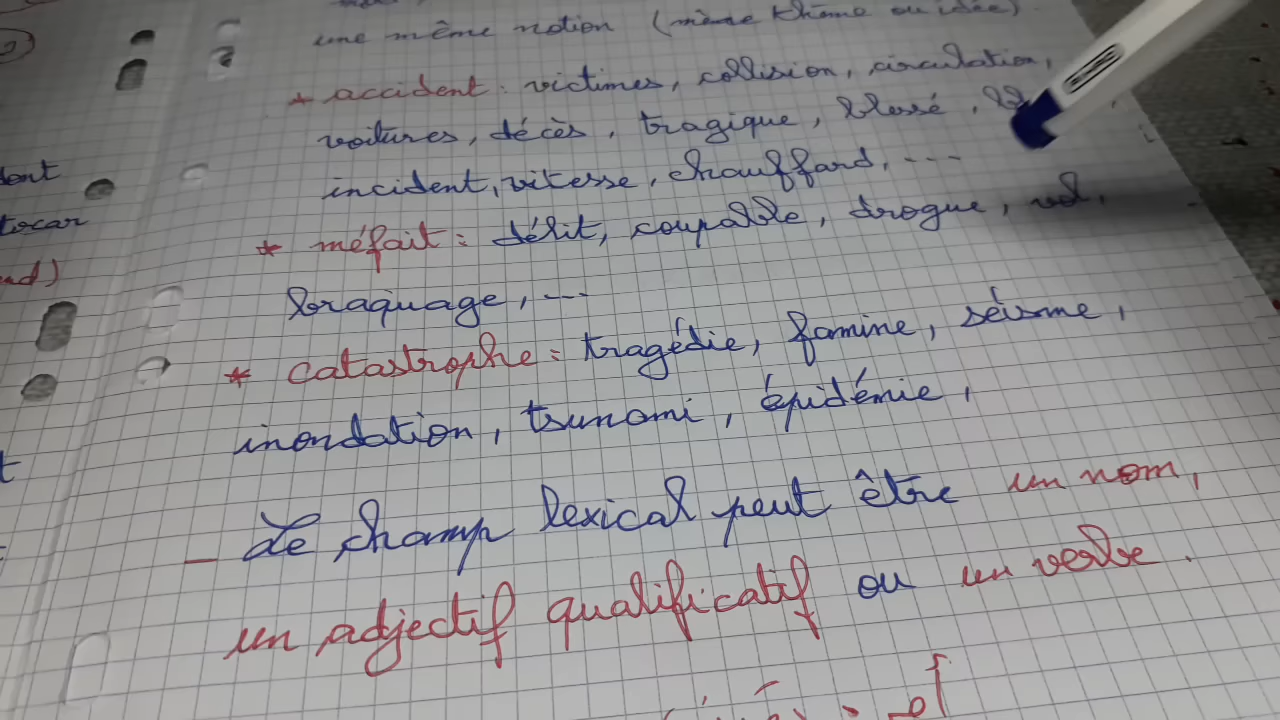 une même notion (même thème ou idée).
* accident : victimes, collision, circulation,
voitures, décès, tragique, blessé,
incident, vitesse, chauffard, ...
* méfait : délit, coupable, drogue, vol,
braquage, ...
* catastrophe : tragédie, famine, séisme,
inondation, tsunami, épidémie,
- Le champ lexical peut être un nom,
un adjectif qualificatif ou un verbe.